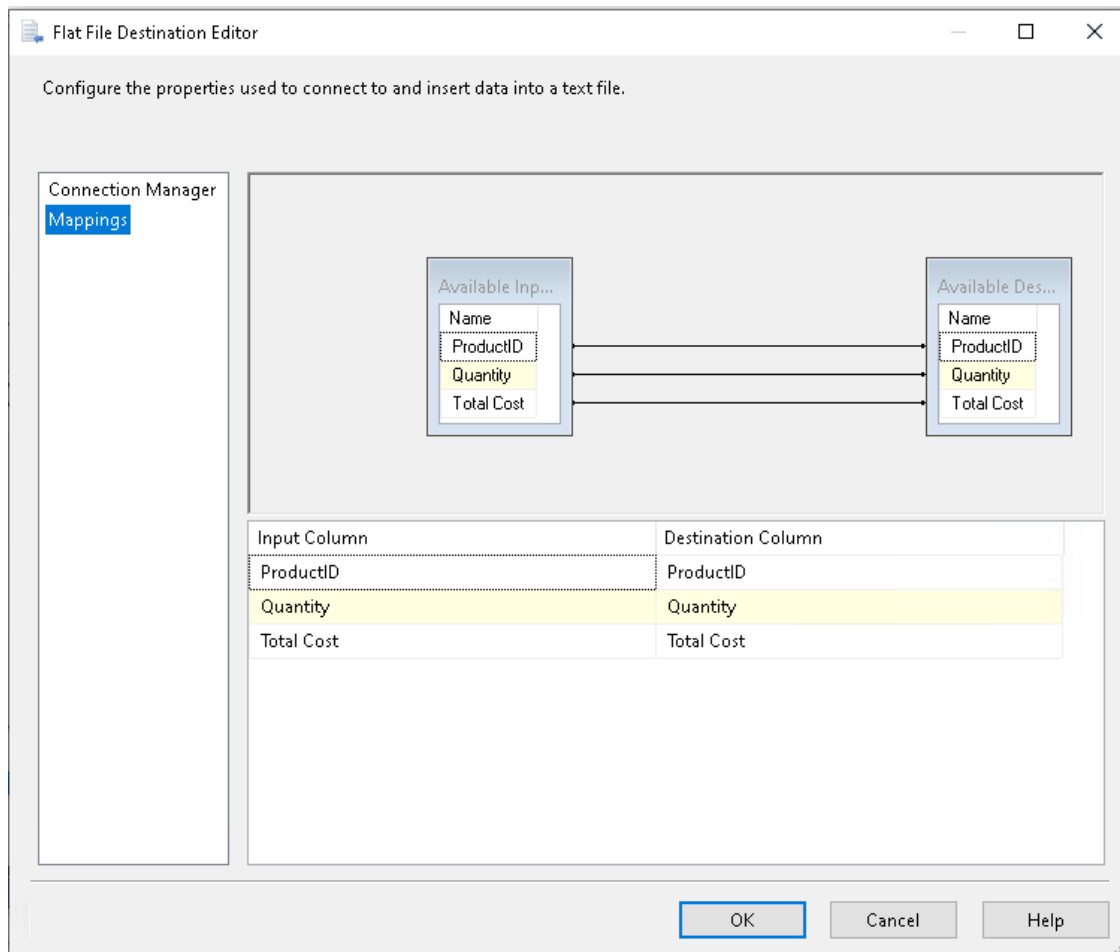 Flat File Destination Editor
Configure the properties used to connect to and insert data into a text file.
Connection Manager
Mappings
Available Inp...
Name
ProductID
Quantity
Total Cost
Available Des...
Name
ProductID
Quantity
Total Cost
Input Column Destination Column
ProductID ProductID
Quantity Quantity
Total Cost Total Cost
OK Cancel Help